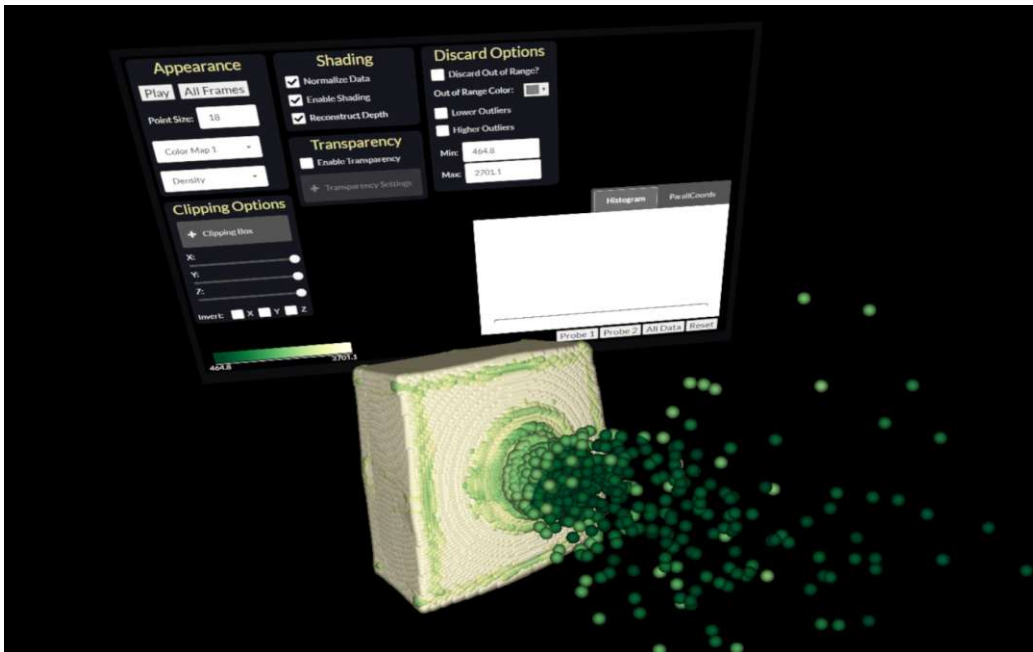 Appearance
Play All Frames
Point Size: 18
Color Map 1
Density
Clipping Options
+ Clipping Box
X:
Y:
Z:
Invert: X Y Z
464.8 2701.1
Shading
Normalize Data
Enable Shading
Reconstruct Depth
Transparency
Enable Transparency
+ Transparency Settings
Discard Options
Discard Out of Range?
Out of Range Color:
Lower Outliers
Higher Outliers
Min: 464.8
Max: 2701.1
Histogram ParallCoords
Probe 1 Probe 2 All Data Reset